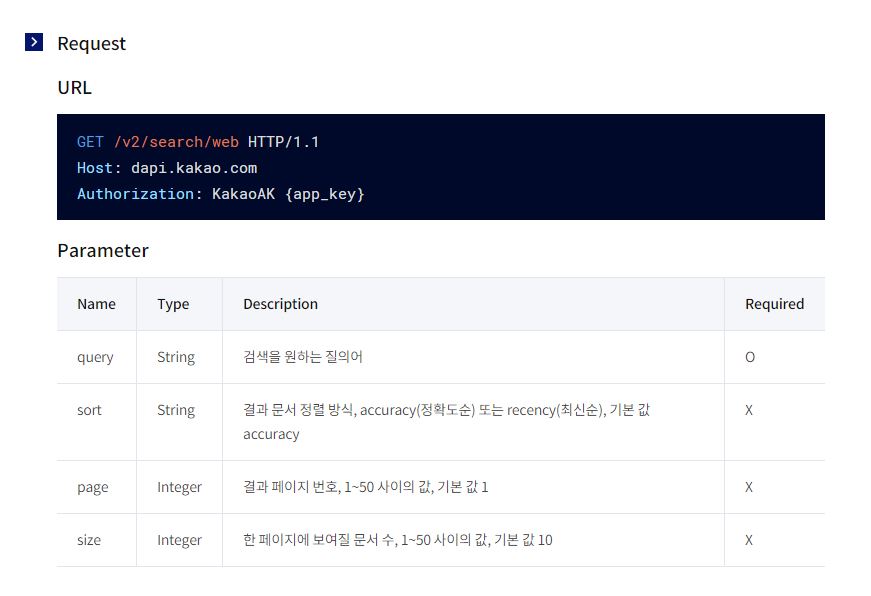 Request
URL
GET /v2/search/web HTTP/1.1
Host: dapi.kakao.com
Authorization: KakaoAK {app_key}
Parameter
Name Type Description Required
query String 검색을 원하는 질의어 O
sort String 결과 문서 정렬 방식, accuracy(정확도순) 또는 recency(최신순), 기본 값 X
accuracy
page Integer 결과 페이지 번호, 1~50 사이의 값, 기본 값 1 X
size Integer 한 페이지에 보여질 문서 수, 1~50 사이의 값, 기본 값 10 X